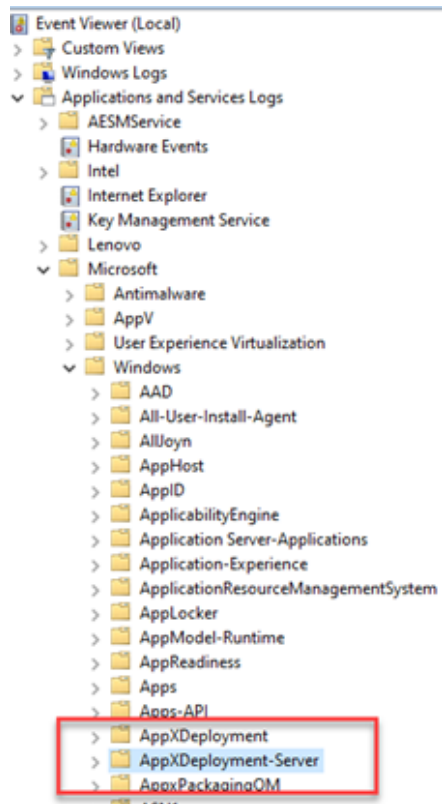 Event Viewer (Local)
Custom Views
Windows Logs
Applications and Services Logs
AESMService
Hardware Events
Intel
Internet Explorer
Key Management Service
Lenovo
Microsoft
Antimalware
AppV
User Experience Virtualization
Windows
AAD
All-User-Install-Agent
AllJoyn
AppHost
AppID
ApplicabilityEngine
Application Server-Applications
Application-Experience
ApplicationResourceManagementSystem
AppLocker
AppModel-Runtime
AppReadiness
Apps
Apps-API
AppXDeployment
AppXDeployment-Server
AppxPackagingOM